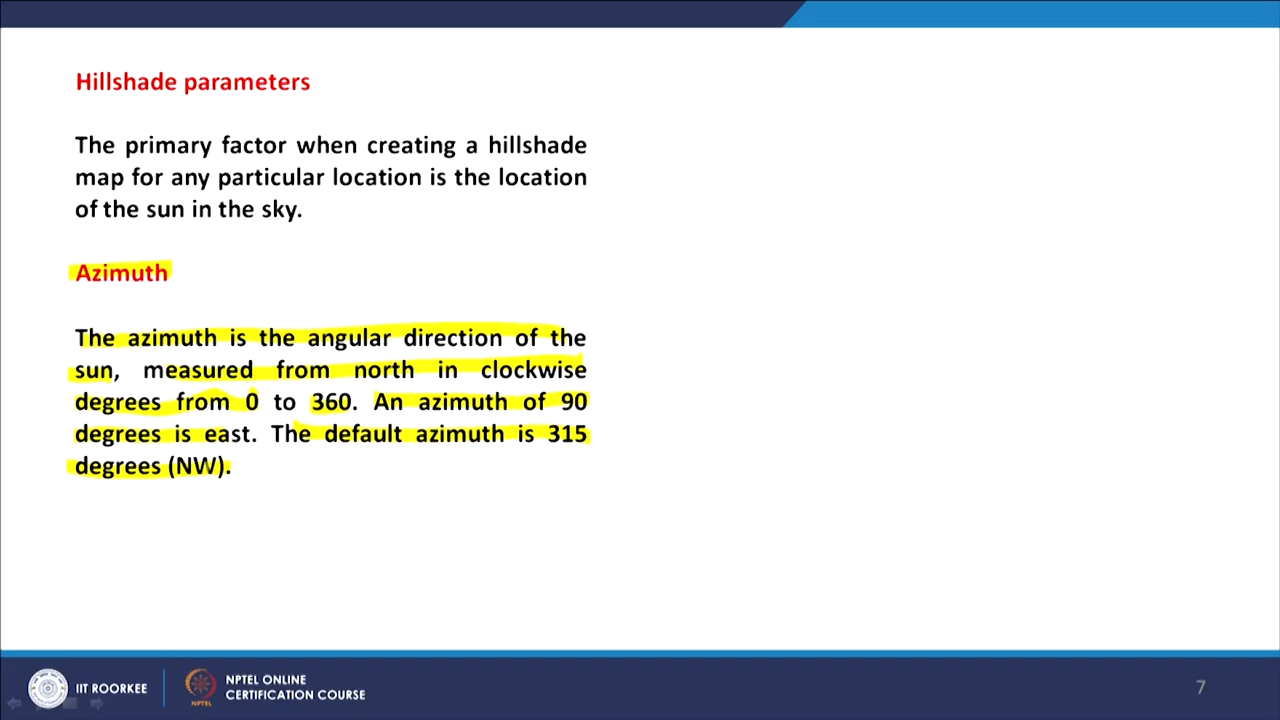 Hillshade parameters
The primary factor when creating a hillshade
map for any particular location is the location
of the sun in the sky.
Azimuth
The azimuth is the angular direction of the
sun, measured from north in clockwise
degrees from 0 to 360. An azimuth of 90
degrees is east. The default azimuth is 315
degrees (NW).
IIT ROORKEE
NPTEL
NPTEL ONLINE
CERTIFICATION COURSE
7